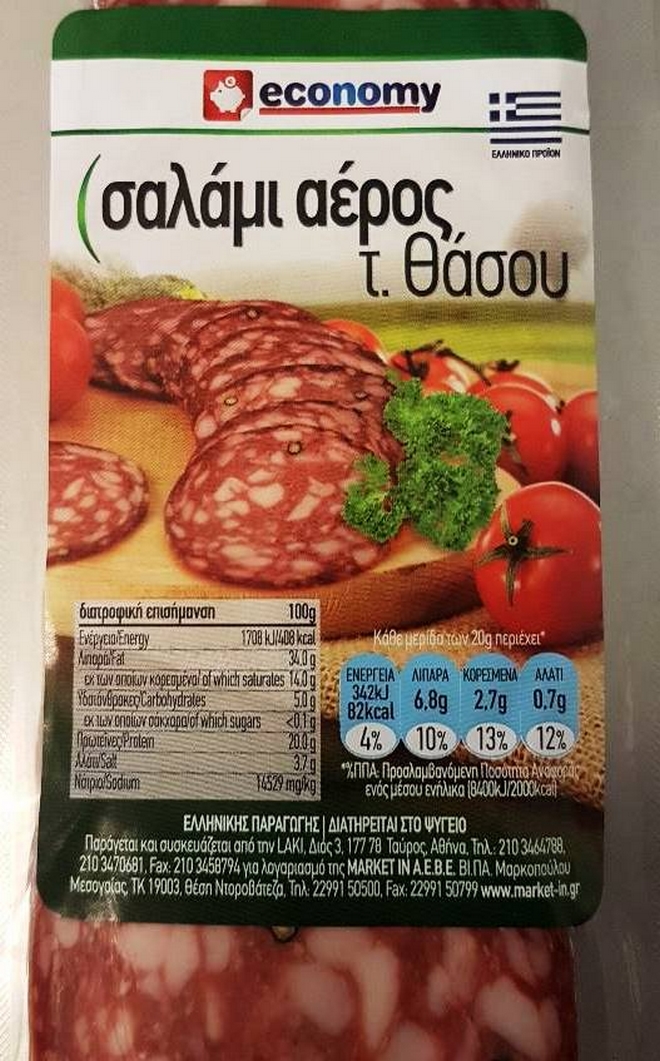 economy
ΕΛΛΗΝΙΚΟ ΠΡΟΪΟΝ
σαλάμι αέρος
τ. Θάσου
διατροφική επισήμανση 100g
Ενέργεια/Energy 1708 kJ/408 kcal
Λιπαρά/Fat 34.0 g
εκ των οποίων κορεσμένα/ of which saturates 14.0 g
Υδατάνθρακες/Carbohydrates 5.0 g
εκ των οποίων σακχαρα/of which sugars <0.1 g
Πρωτεΐνες/Protein 20.0 g
Αλάτι/Salt 3.7 g
Νάτριο/Sodium 14529 mg/kg
Κάθε μερίδα των 20g περιέχει*
ΕΝΕΡΓΕΙΑ ΛΙΠΑΡΑ ΚΟΡΕΣΜΕΝΑ ΑΛΑΤΙ
342kJ
82kcal 6,8g 2,7g 0,7g
4% 10% 13% 12%
*%ΠΠΑ: Προσλαμβανόμενη Ποσότητα Αναφοράς
ενός μέσου ενήλικα (8400kJ/2000kcal)
ΕΛΛΗΝΙΚΗΣ ΠΑΡΑΓΩΓΗΣ | ΔΙΑΤΗΡΕΙΤΑΙ ΣΤΟ ΨΥΓΕΙΟ
Παράγεται και συσκευάζεται από την LAKI, Διός 3, 177 78 Ταύρος, Αθήνα, Τηλ.: 210 3464788,
210 3470681, Fax: 210 3458794 για λογαριασμό της MARKET IN A.E.B.E. ΒΙ.ΠΑ. Μαρκοπούλου
Μεσογαίας, ΤΚ 19003, Θέση Ντοροβάτεζα, Τηλ: 22991 50500, Fax: 22991 50799 www.market-in.gr